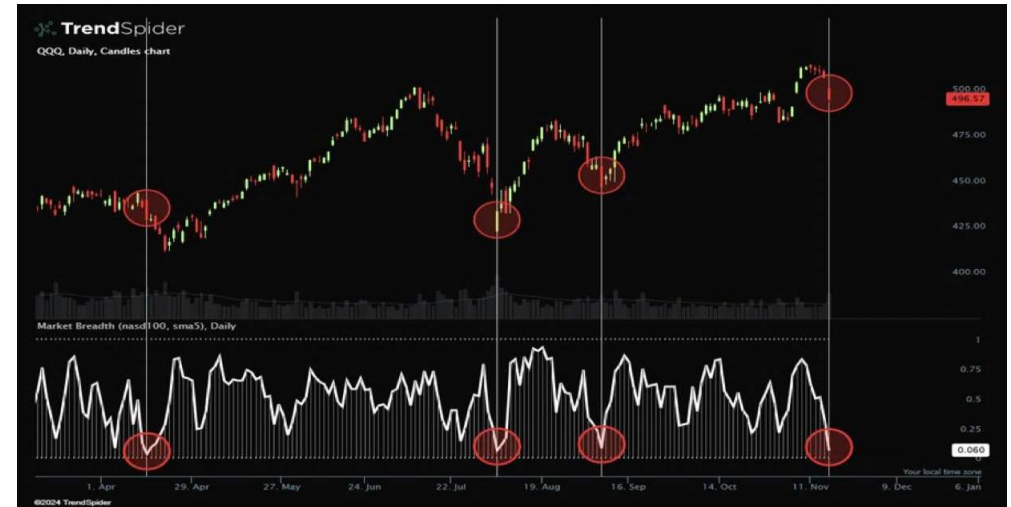 TrendSpider
QQQ, Daily, Candles chart
500.00
496.57
475.00
450.00
425.00
400.00
Market Breadth (nasd100, sma5), Daily
1
0.75
0.5
0.25
0.060
0
Your local time zone
1. Apr 29. Apr 27. May 24. Jun 22. Jul 19. Aug 16. Sep 14. Oct 11. Nov 9. Dec 6. Jan
©2024 TrendSpider